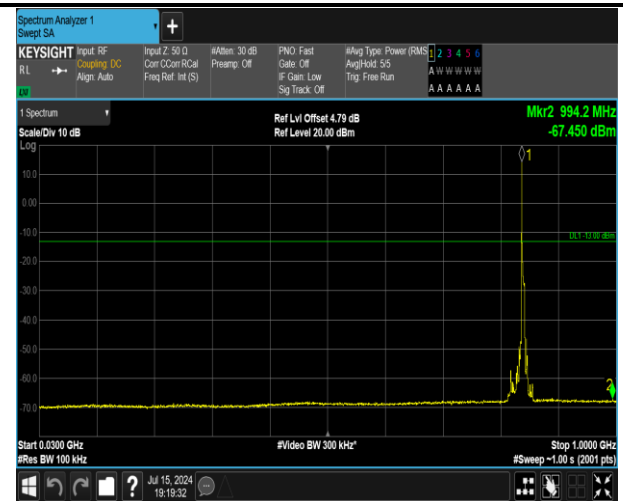 Spectrum Analyzer 1
Swept SA
+
KEYSIGHT
RL
Input: RF
Coupling: DC
Align: Auto
Input Z: 50 Ω
Corr CCorr RCal
Freq Ref: Int (S)
#Atten: 30 dB
Preamp: Off
PNO: Fast
Gate: Off
IF Gain: Low
Sig Track: Off
#Avg Type: Power (RMS
Avg|Hold: 5/5
Trig: Free Run
1 2 3 4 5 6
A W W W W W
A A A A A A
1 Spectrum
Scale/Div 10 dB
Log
Ref Lvl Offset 4.79 dB
Ref Level 20.00 dBm
Mkr2 994.2 MHz
-67.450 dBm
1
10.0
0.00
-10.0
DL1 -13.00 dBm
-20.0
-30.0
-40.0
-50.0
-60.0
2
-70.0
Start 0.0300 GHz
#Res BW 100 kHz
#Video BW 300 kHz*
Stop 1.0000 GHz
#Sweep ~1.00 s (2001 pts)
?
Jul 15, 2024
19:19:32